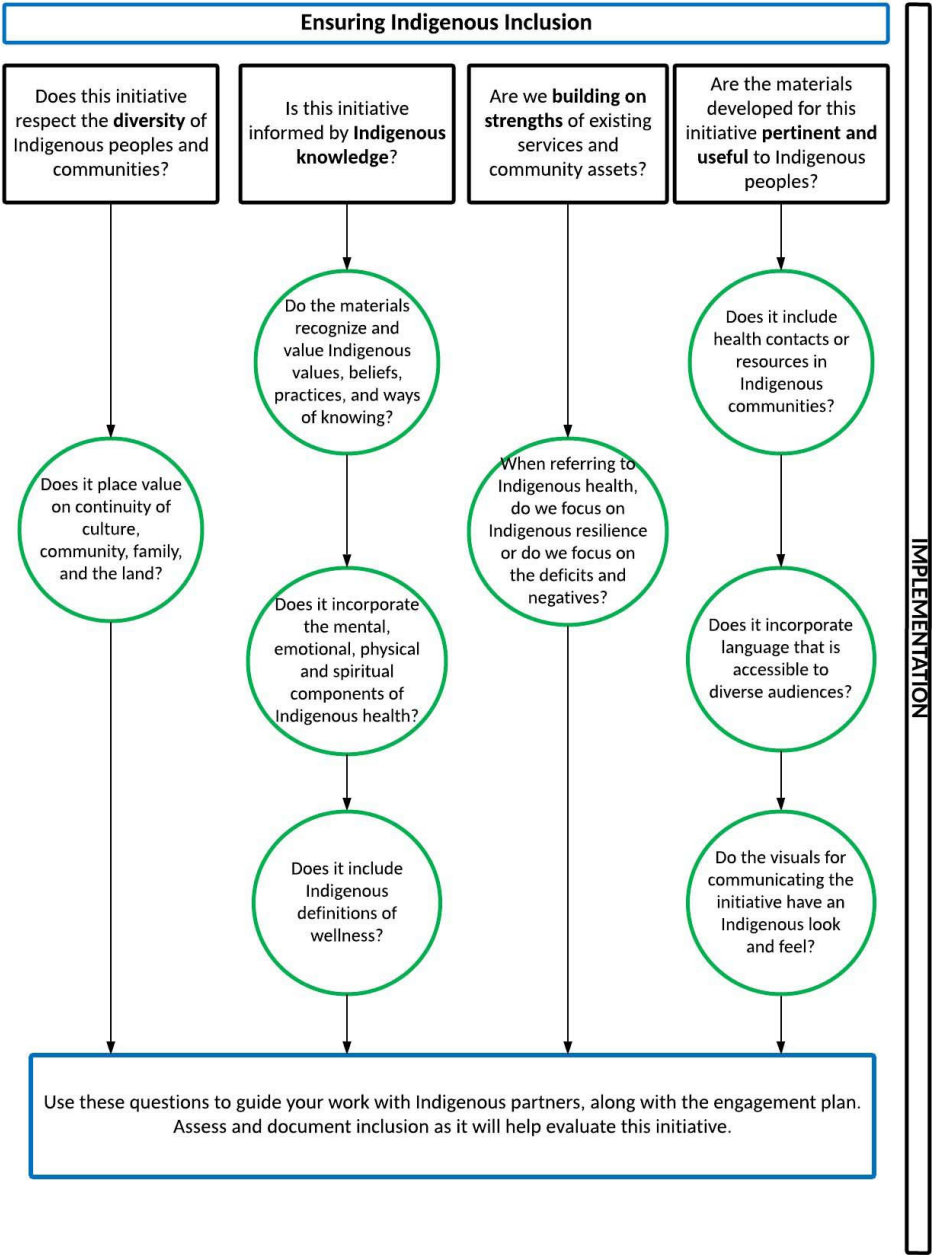 Ensuring Indigenous Inclusion
Does this initiative
respect the diversity of
Indigenous peoples and
communities?
Is this initiative
informed by Indigenous
knowledge?
Are we building on
strengths of existing
services and
community assets?
Are the materials
developed for this
initiative pertinent and
useful to Indigenous
peoples?
Does it place value
on continuity of
culture,
community, family,
and the land?
Do the materials
recognize and
value Indigenous
values, beliefs,
practices, and ways
of knowing?
Does it incorporate
the mental,
emotional, physical
and spiritual
components of
Indigenous health?
Does it include
Indigenous
definitions of
wellness?
When referring to
Indigenous health,
do we focus on
Indigenous resilience
or do we focus on
the deficits and
negatives?
Does it include
health contacts or
resources in
Indigenous
communities?
Does it incorporate
language that is
accessible to
diverse audiences?
Do the visuals for
communicating the
initiative have an
Indigenous look
and feel?
Use these questions to guide your work with Indigenous partners, along with the engagement plan.
Assess and document inclusion as it will help evaluate this initiative.
IMPLEMENTATION